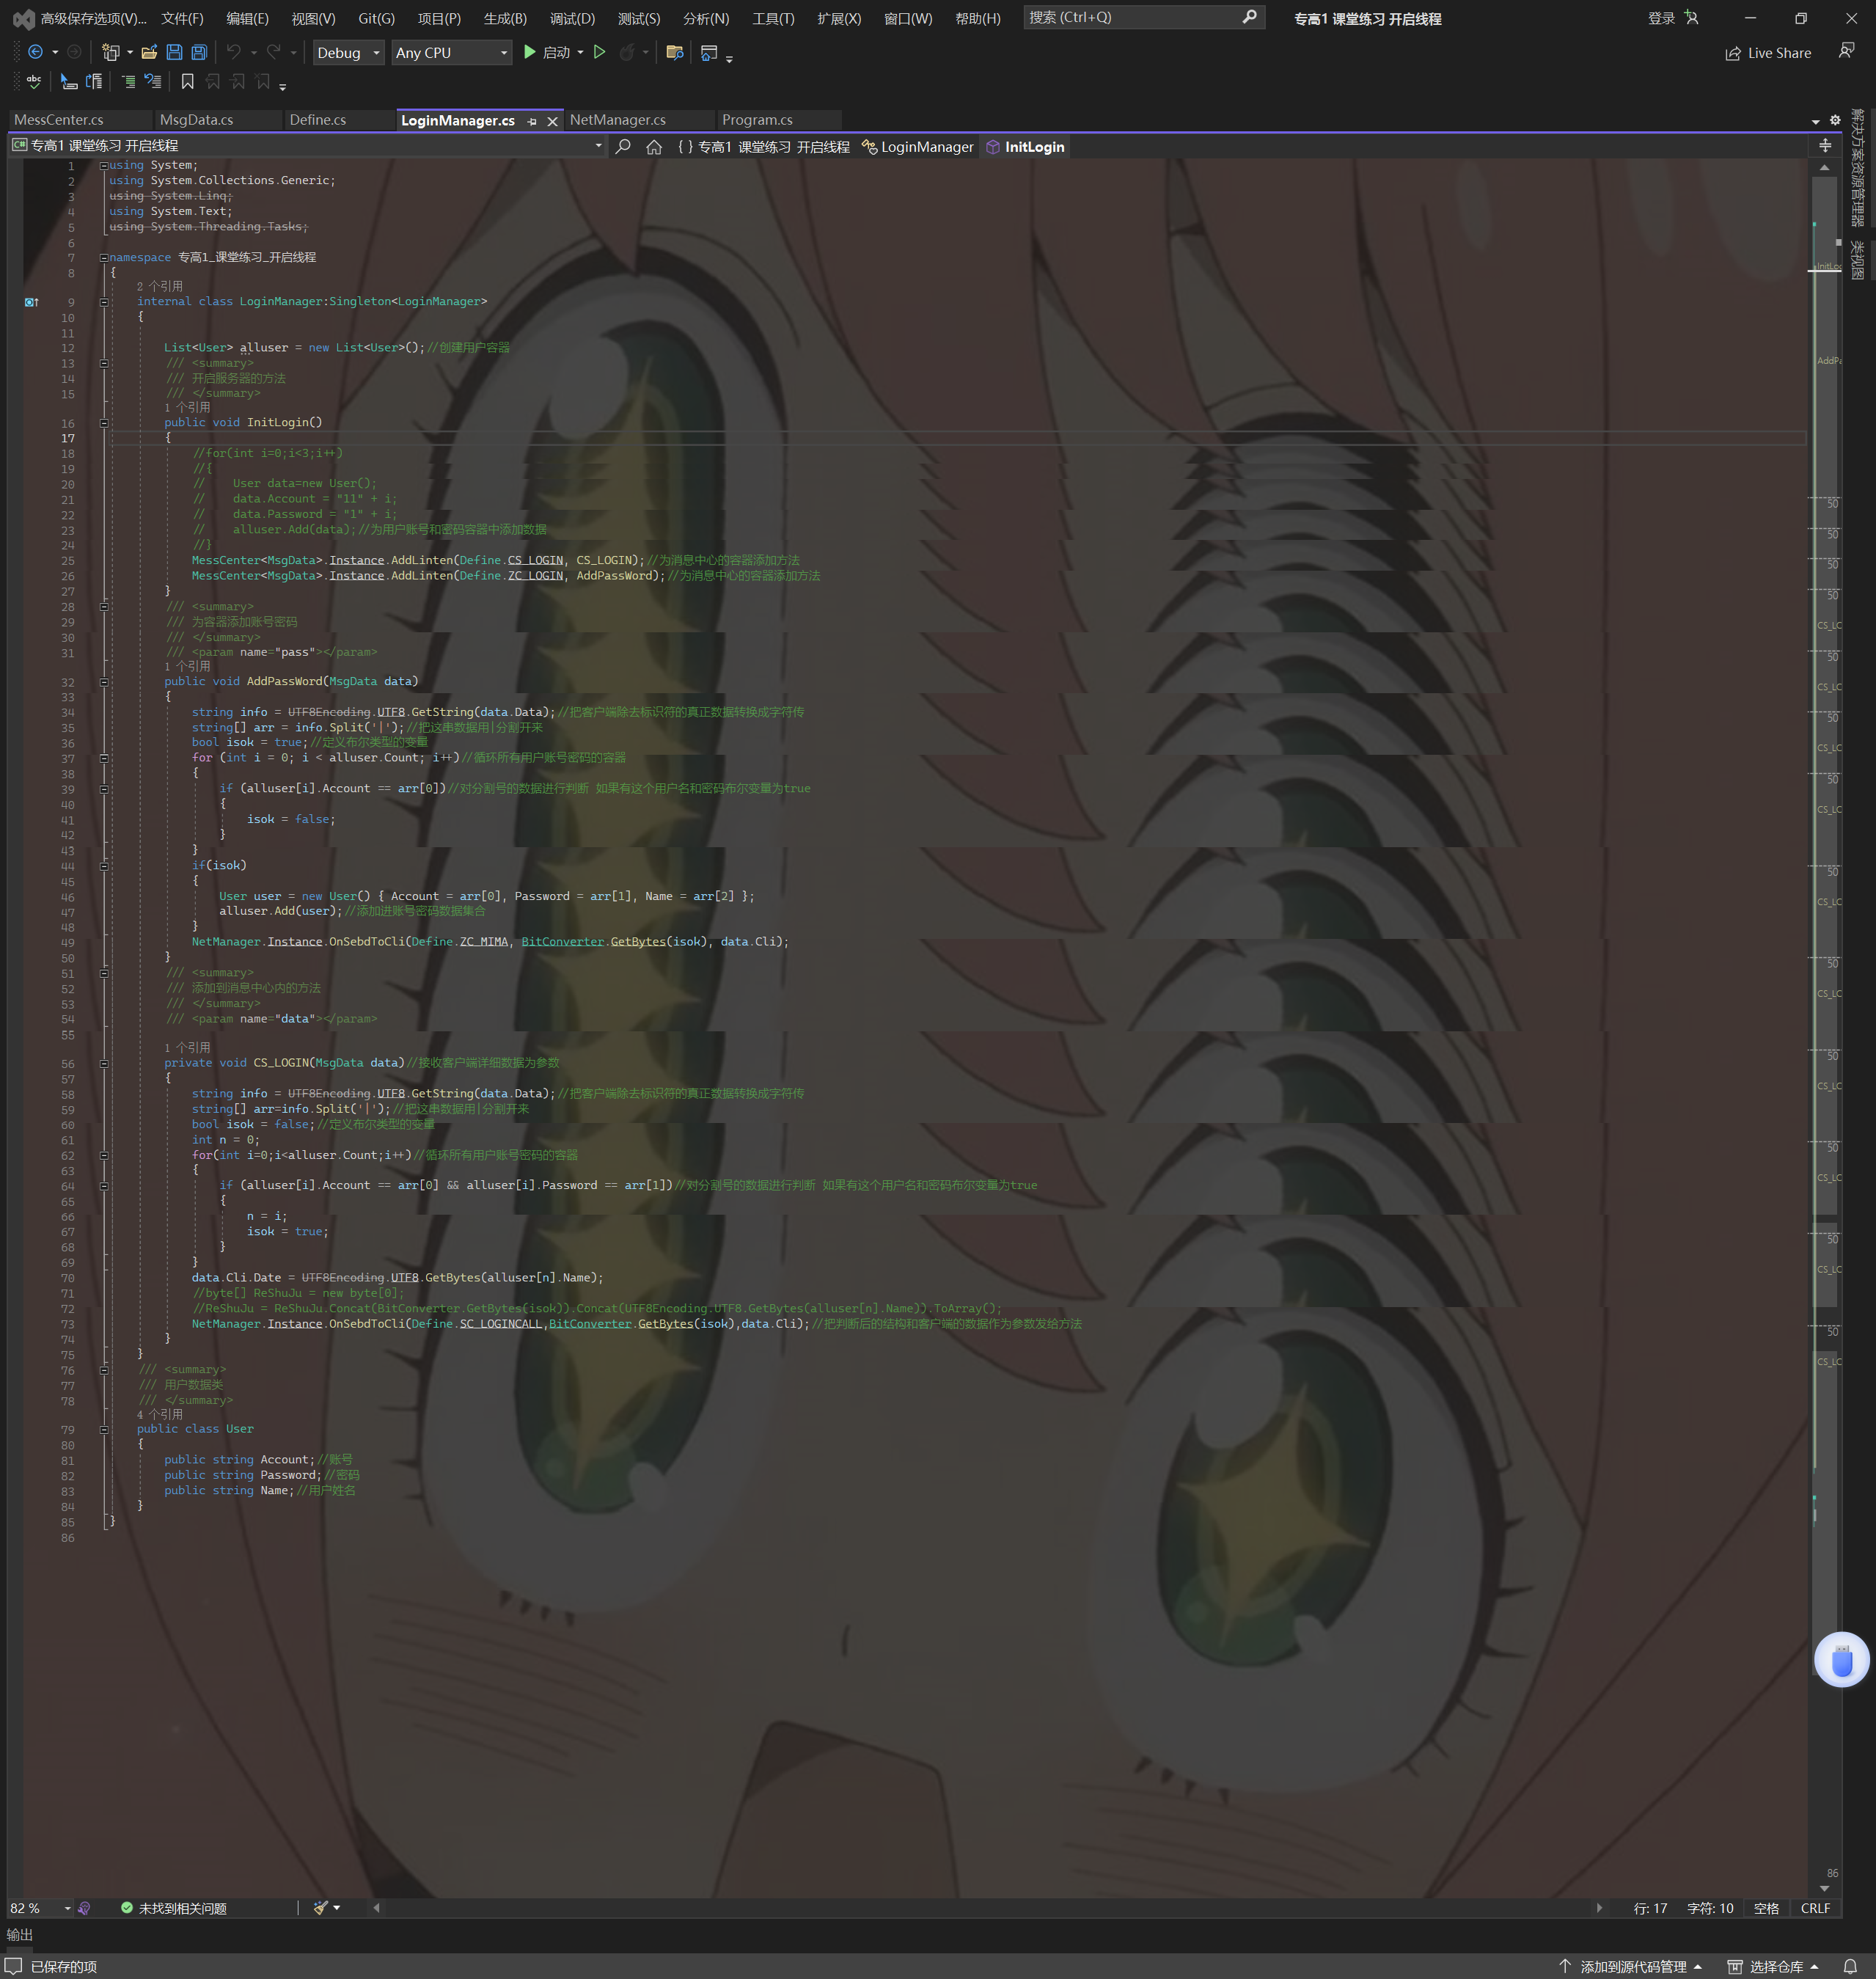 高级保存选项(V)... 文件(F) 编辑(E) 视图(V) Git(G) 项目(P) 生成(B) 调试(D) 测试(S) 分析(N) 工具(T) 扩展(X) 窗口(W) 帮助(H) 搜索 (Ctrl+Q) 专高1 课堂练习 开启线程 登录
Debug Any CPU 启动 Live Share
abc
MessCenter.cs MsgData.cs Define.cs LoginManager.cs NetManager.cs Program.cs
C# 专高1 课堂练习 开启线程 { } 专高1_课堂练习_开启线程 LoginManager InitLogin
解决方案资源管理器
类视图
1 using System;
2 using System.Collections.Generic;
3 using System.Linq;
4 using System.Text;
5 using System.Threading.Tasks;
6
7 namespace 专高1_课堂练习_开启线程
8 {
2 个引用
9 internal class LoginManager:Singleton<LoginManager>
10 {
11
12 List<User> alluser = new List<User>();//创建用户容器
13 /// <summary>
14 /// 开启服务器的方法
15 /// </summary>
1 个引用
16 public void InitLogin()
17 {
18 //for(int i=0;i<3;i++)
19 //{
20 // User data=new User();
21 // data.Account = "11" + i;
22 // data.Password = "1" + i;
23 // alluser.Add(data);//为用户账号和密码容器中添加数据
24 //}
25 MessCenter<MsgData>.Instance.AddLinten(Define.CS_LOGIN, CS_LOGIN);//为消息中心的容器添加方法
26 MessCenter<MsgData>.Instance.AddLinten(Define.ZC_LOGIN, AddPassWord);//为消息中心的容器添加方法
27 }
28 /// <summary>
29 /// 为容器添加账号密码
30 /// </summary>
31 /// <param name="pass"></param>
1 个引用
32 public void AddPassWord(MsgData data)
33 {
34 string info = UTF8Encoding.UTF8.GetString(data.Data);//把客户端除去标识符的真正数据转换成字符传
35 string[] arr = info.Split('|');//把这串数据用|分割开来
36 bool isok = true;//定义布尔类型的变量
37 for (int i = 0; i < alluser.Count; i++)//循环所有用户账号密码的容器
38 {
39 if (alluser[i].Account == arr[0])//对分割号的数据进行判断 如果有这个用户名和密码布尔变量为true
40 {
41 isok = false;
42 }
43 }
44 if(isok)
45 {
46 User user = new User() { Account = arr[0], Password = arr[1], Name = arr[2] };
47 alluser.Add(user);//添加进账号密码数据集合
48 }
49 NetManager.Instance.OnSebdToCli(Define.ZC_MIMA, BitConverter.GetBytes(isok), data.Cli);
50 }
51 /// <summary>
52 /// 添加到消息中心内的方法
53 /// </summary>
54 /// <param name="data"></param>
55
1 个引用
56 private void CS_LOGIN(MsgData data)//接收客户端详细数据为参数
57 {
58 string info = UTF8Encoding.UTF8.GetString(data.Data);//把客户端除去标识符的真正数据转换成字符传
59 string[] arr=info.Split('|');//把这串数据用|分割开来
60 bool isok = false;//定义布尔类型的变量
61 int n = 0;
62 for(int i=0;i<alluser.Count;i++)//循环所有用户账号密码的容器
63 {
64 if (alluser[i].Account == arr[0] && alluser[i].Password == arr[1])//对分割号的数据进行判断 如果有这个用户名和密码布尔变量为true
65 {
66 n = i;
67 isok = true;
68 }
69 }
70 data.Cli.Date = UTF8Encoding.UTF8.GetBytes(alluser[n].Name);
71 //byte[] ReShuJu = new byte[0];
72 //ReShuJu = ReShuJu.Concat(BitConverter.GetBytes(isok)).Concat(UTF8Encoding.UTF8.GetBytes(alluser[n].Name)).ToArray();
73 NetManager.Instance.OnSebdToCli(Define.SC_LOGINCALL,BitConverter.GetBytes(isok),data.Cli);//把判断后的结构和客户端的数据作为参数发给方法
74 }
75 }
76 /// <summary>
77 /// 用户数据类
78 /// </summary>
4 个引用
79 public class User
80 {
81 public string Account;//账号
82 public string Password;//密码
83 public string Name;//用户姓名
84 }
85 }
86
82 % 未找到相关问题 行: 17 字符: 10 空格 CRLF
输出
已保存的项 添加到源代码管理 选择仓库